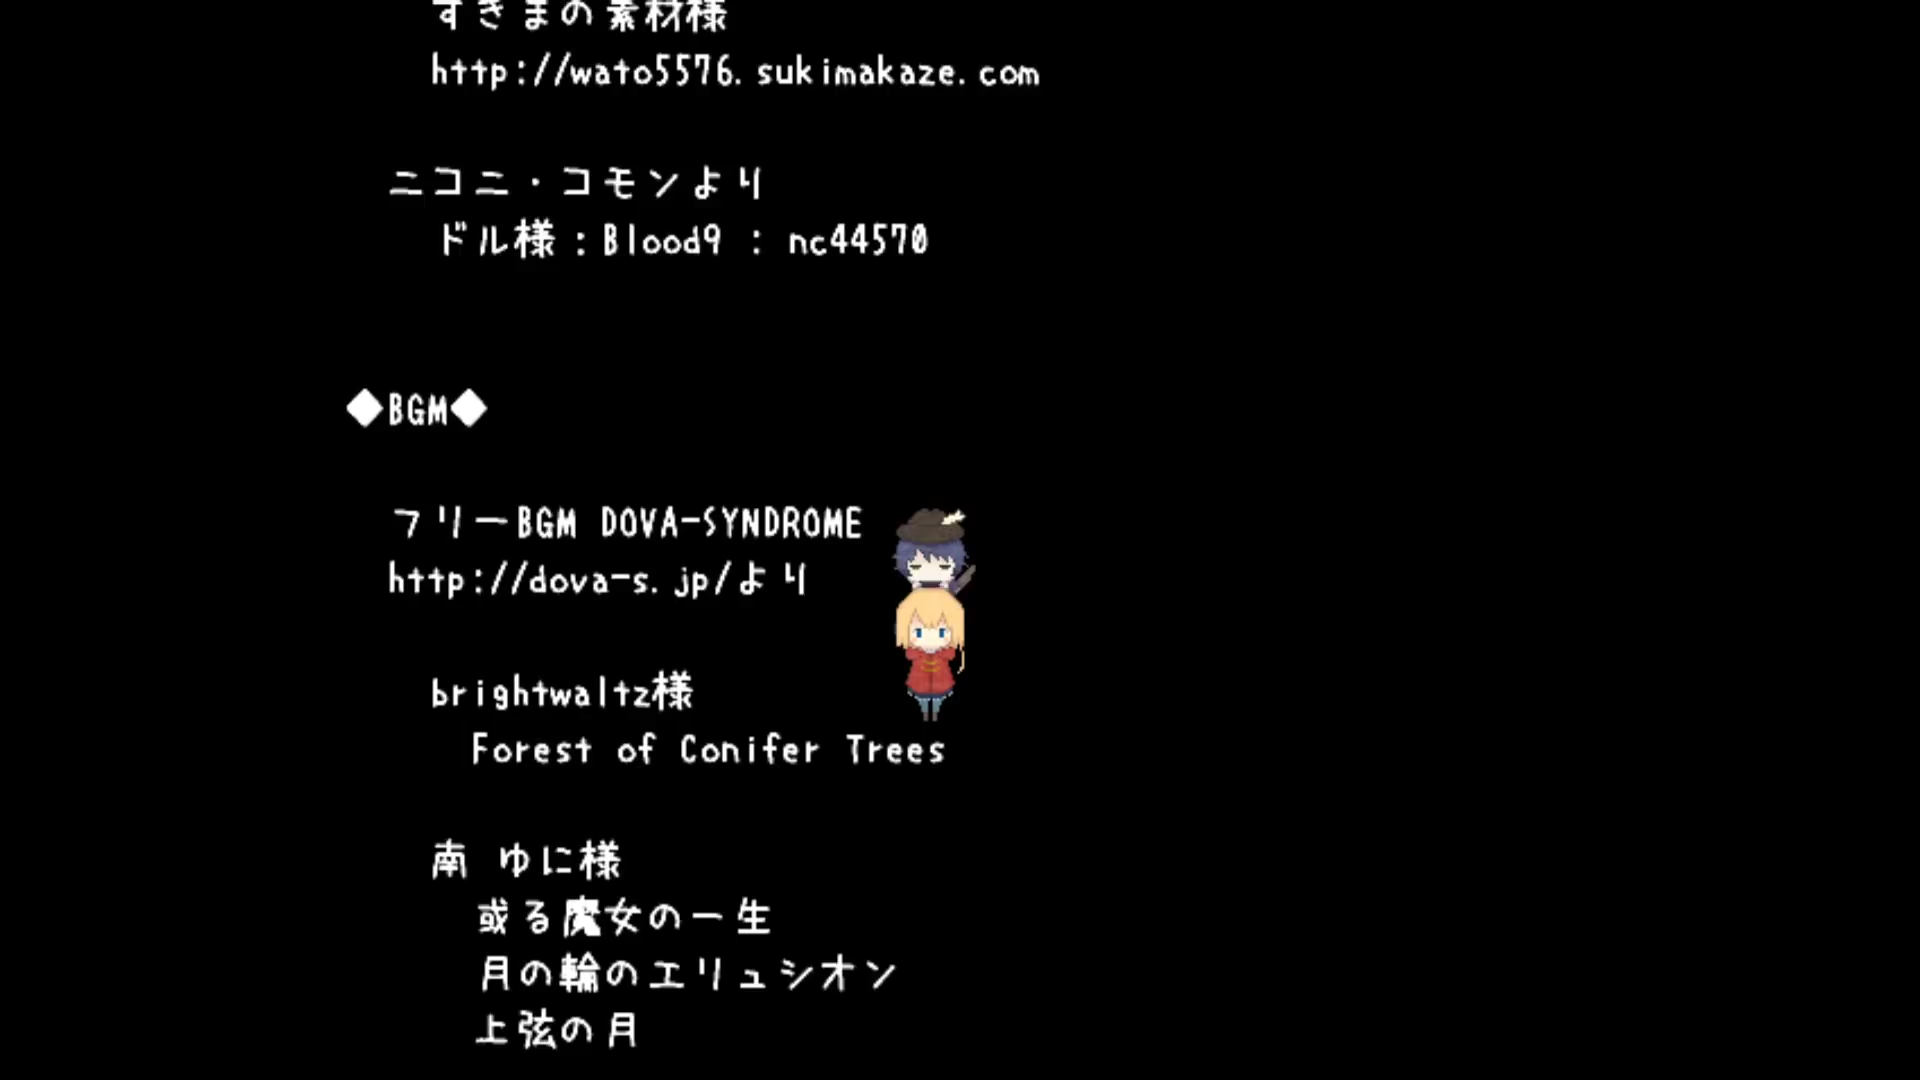 すきまの素材様
http://wato5576.sukimakaze.com
ニコニ・コモンより
ドル様：Blood9 : nc44570
◆BGM◆
フリーBGM DOVA-SYNDROME
http://dova-s.jp/より
brightwaltz様
Forest of Conifer Trees
南 ゆに様
或る魔女の一生
月の輪のエリュシオン
上弦の月